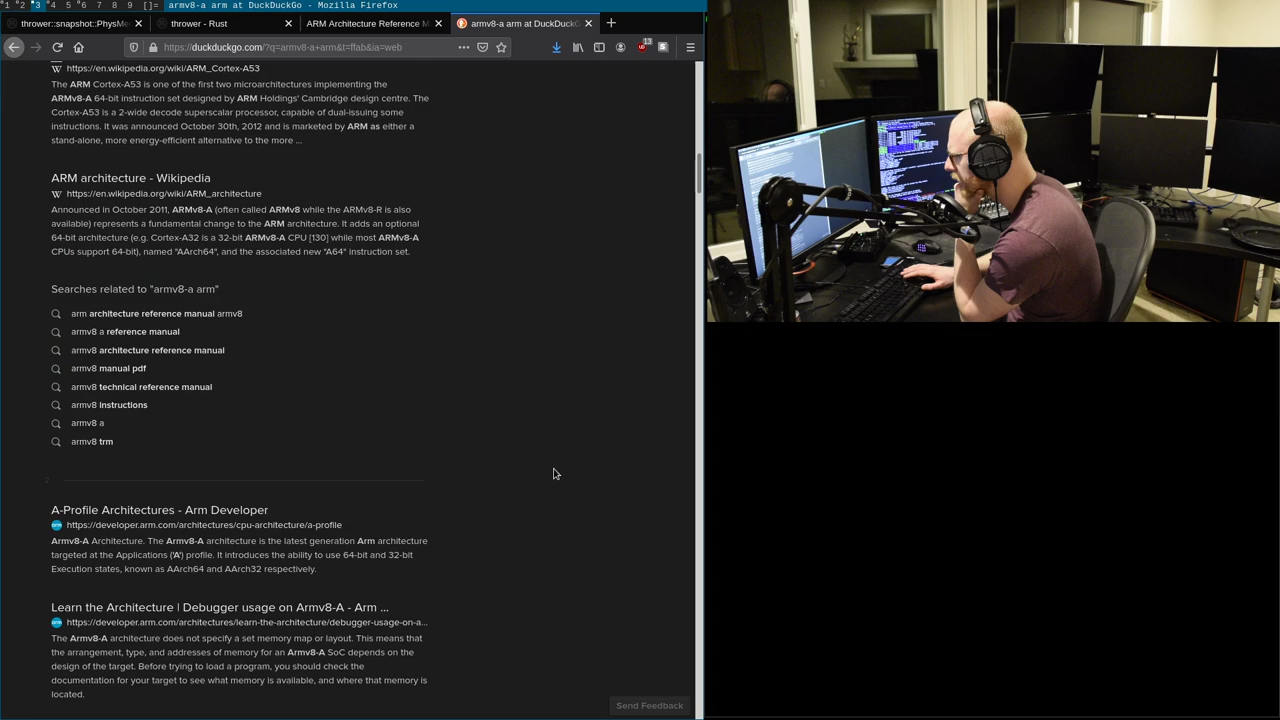 1 2 3 4 5 6 7 8 9 []= armv8-a arm at DuckDuckGo - Mozilla Firefox
thrower::snapshot::PhysMe
thrower - Rust
ARM Architecture Reference M
armv8-a arm at DuckDuckG
https://duckduckgo.com/?q=armv8-a+arm&t=ffab&ia=web
13
https://en.wikipedia.org/wiki/ARM_Cortex-A53
The ARM Cortex-A53 is one of the first two microarchitectures implementing the
ARMv8-A 64-bit instruction set designed by ARM Holdings' Cambridge design centre. The
Cortex-A53 is a 2-wide decode superscalar processor, capable of dual-issuing some
instructions. It was announced October 30th, 2012 and is marketed by ARM as either a
stand-alone, more energy-efficient alternative to the more ...
ARM architecture - Wikipedia
https://en.wikipedia.org/wiki/ARM_architecture
Announced in October 2011, ARMv8-A (often called ARMv8 while the ARMv8-R is also
available) represents a fundamental change to the ARM architecture. It adds an optional
64-bit architecture (e.g. Cortex-A32 is a 32-bit ARMv8-A CPU [130] while most ARMv8-A
CPUs support 64-bit), named "AArch64", and the associated new "A64" instruction set.
Searches related to "armv8-a arm"
arm architecture reference manual armv8
armv8 a reference manual
armv8 architecture reference manual
armv8 manual pdf
armv8 technical reference manual
armv8 instructions
armv8 a
armv8 trm
2
A-Profile Architectures - Arm Developer
https://developer.arm.com/architectures/cpu-architecture/a-profile
Armv8-A Architecture. The Armv8-A architecture is the latest generation Arm architecture
targeted at the Applications ('A') profile. It introduces the ability to use 64-bit and 32-bit
Execution states, known as AArch64 and AArch32 respectively.
Learn the Architecture | Debugger usage on Armv8-A - Arm ...
https://developer.arm.com/architectures/learn-the-architecture/debugger-usage-on-a...
The Armv8-A architecture does not specify a set memory map or layout. This means that
the arrangement, type, and addresses of memory for an Armv8-A SoC depends on the
design of the target. Before trying to load a program, you should check the
documentation for your target to see what memory is available, and where that memory is
located.
Send Feedback